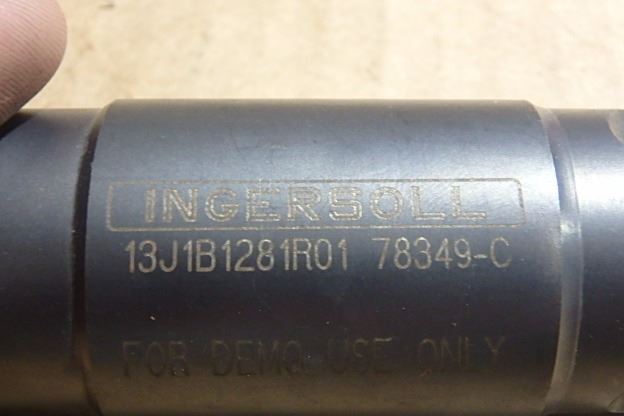 INGERSOLL
13J1B1281R01 78349-C
FOR DEMO USE ONLY